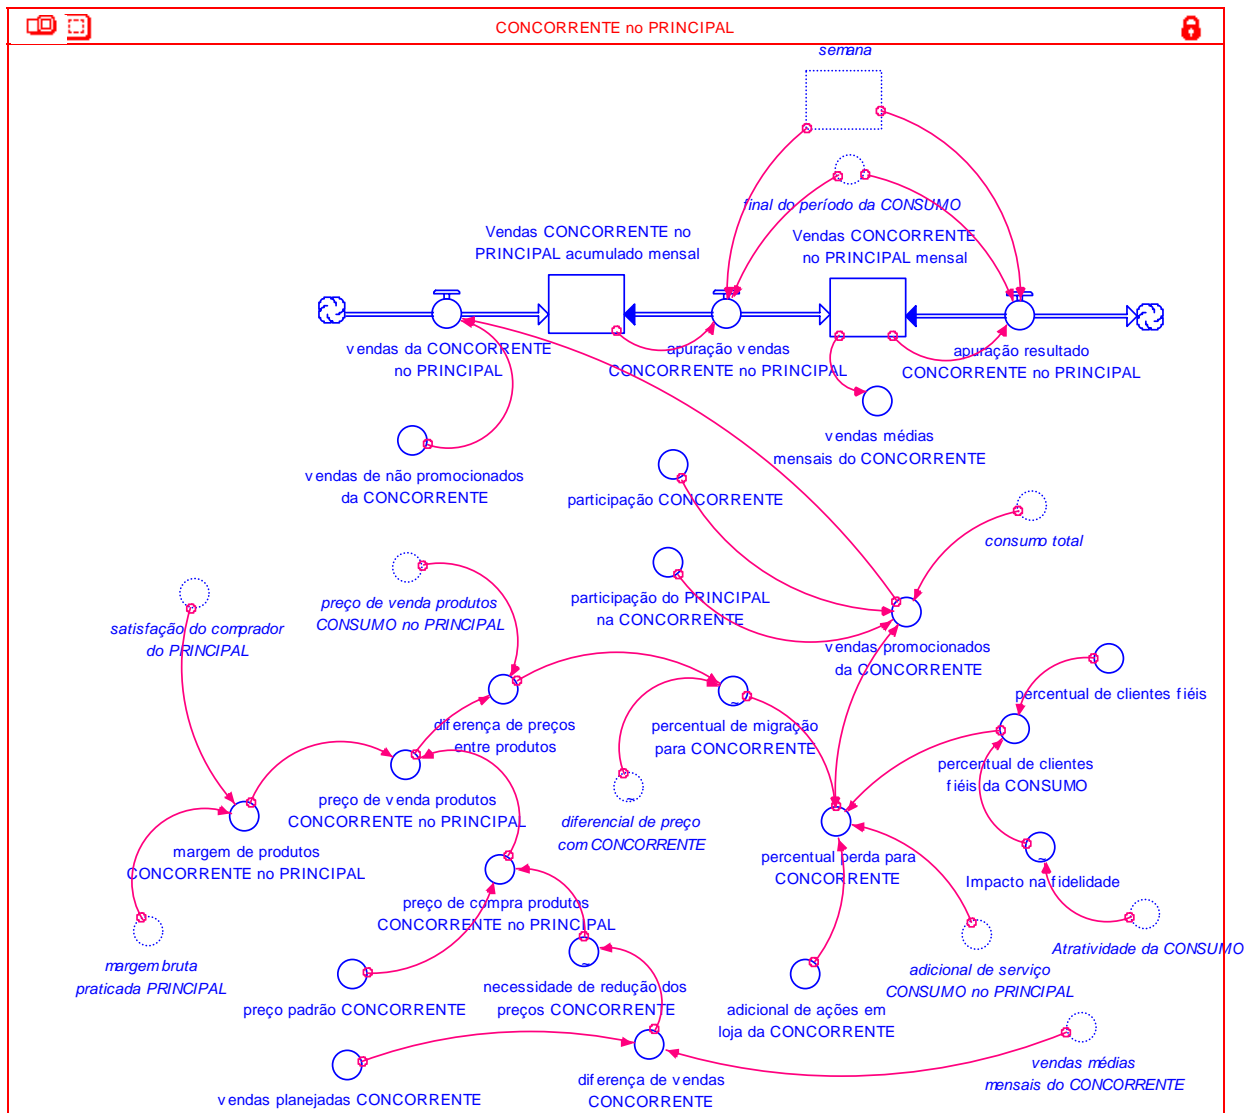 CONCORRENTE no PRINCIPAL
semana
final do período da CONSUMO
Vendas CONCORRENTE no
PRINCIPAL acumulado mensal
Vendas CONCORRENTE
no PRINCIPAL mensal
vendas da CONCORRENTE
no PRINCIPAL
apuração vendas
CONCORRENTE no PRINCIPAL
apuração resultado
CONCORRENTE no PRINCIPAL
vendas médias
mensais do CONCORRENTE
vendas de não promocionados
da CONCORRENTE
participação CONCORRENTE
consumo total
preço de venda produtos
CONSUMO no PRINCIPAL
participação do PRINCIPAL
na CONCORRENTE
satisfação do comprador
do PRINCIPAL
vendas promocionados
da CONCORRENTE
percentual de clientes fiéis
diferença de preços
entre produtos
percentual de migração
para CONCORRENTE
percentual de clientes
fiéis da CONSUMO
preço de venda produtos
CONCORRENTE no PRINCIPAL
diferencial de preço
com CONCORRENTE
margem de produtos
CONCORRENTE no PRINCIPAL
percentual perda para
CONCORRENTE
Impacto na fidelidade
preço de compra produtos
CONCORRENTE no PRINCIPAL
Atratividade da CONSUMO
margem bruta
praticada PRINCIPAL
preço padrão CONCORRENTE
necessidade de redução dos
preços CONCORRENTE
adicional de ações em
loja da CONCORRENTE
adicional de serviço
CONSUMO no PRINCIPAL
vendas planejadas CONCORRENTE
diferença de vendas
CONCORRENTE
vendas médias
mensais do CONCORRENTE